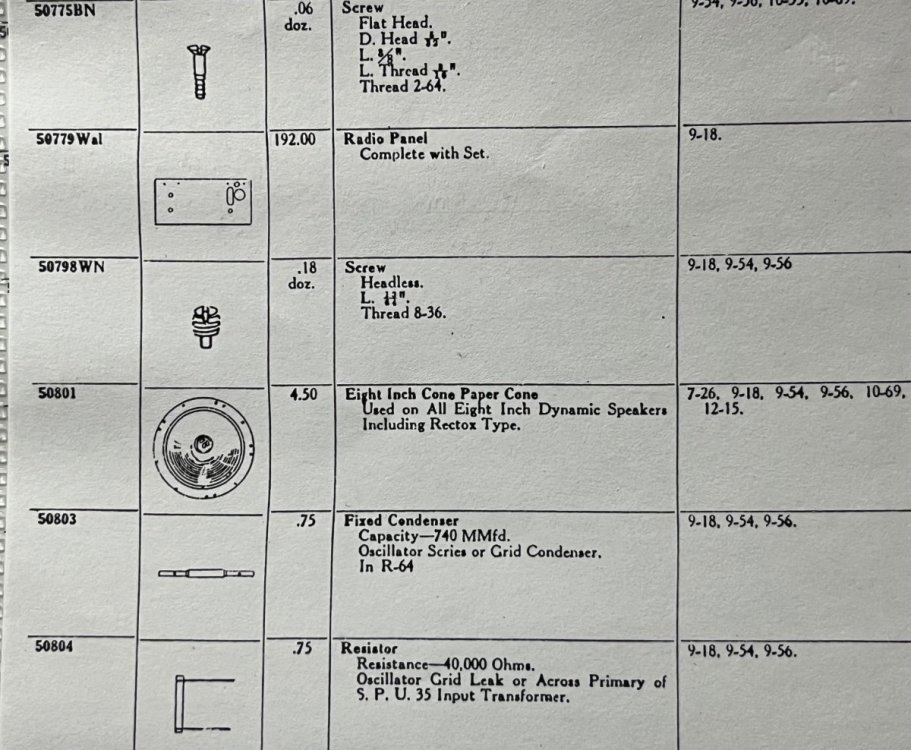 50775BN .06 Screw
doz. Flat Head.
D. Head
L.
L. Thread
Thread 2-64.
50779Wal 192.00 Radio Panel 9-18.
Complete with Set.
50798WN .18 Screw 9-18, 9-54, 9-56
doz. Headless.
L.
Thread 8-36.
50801 4.50 Eight Inch Cone Paper Cone 7-26, 9-18, 9-54, 9-56, 10-69,
Used on All Eight Inch Dynamic Speakers 12-15.
Including Rectox Type.
50803 .75 Fixed Condenser 9-18, 9-54, 9-56.
Capacity—740 MMfd.
Oscillator Series or Grid Condenser.
In R-64
50804 .75 Resistor 9-18, 9-54, 9-56.
Resistance—40,000 Ohms.
Oscillator Grid Leak or Across Primary of
S. P. U. 35 Input Transformer.